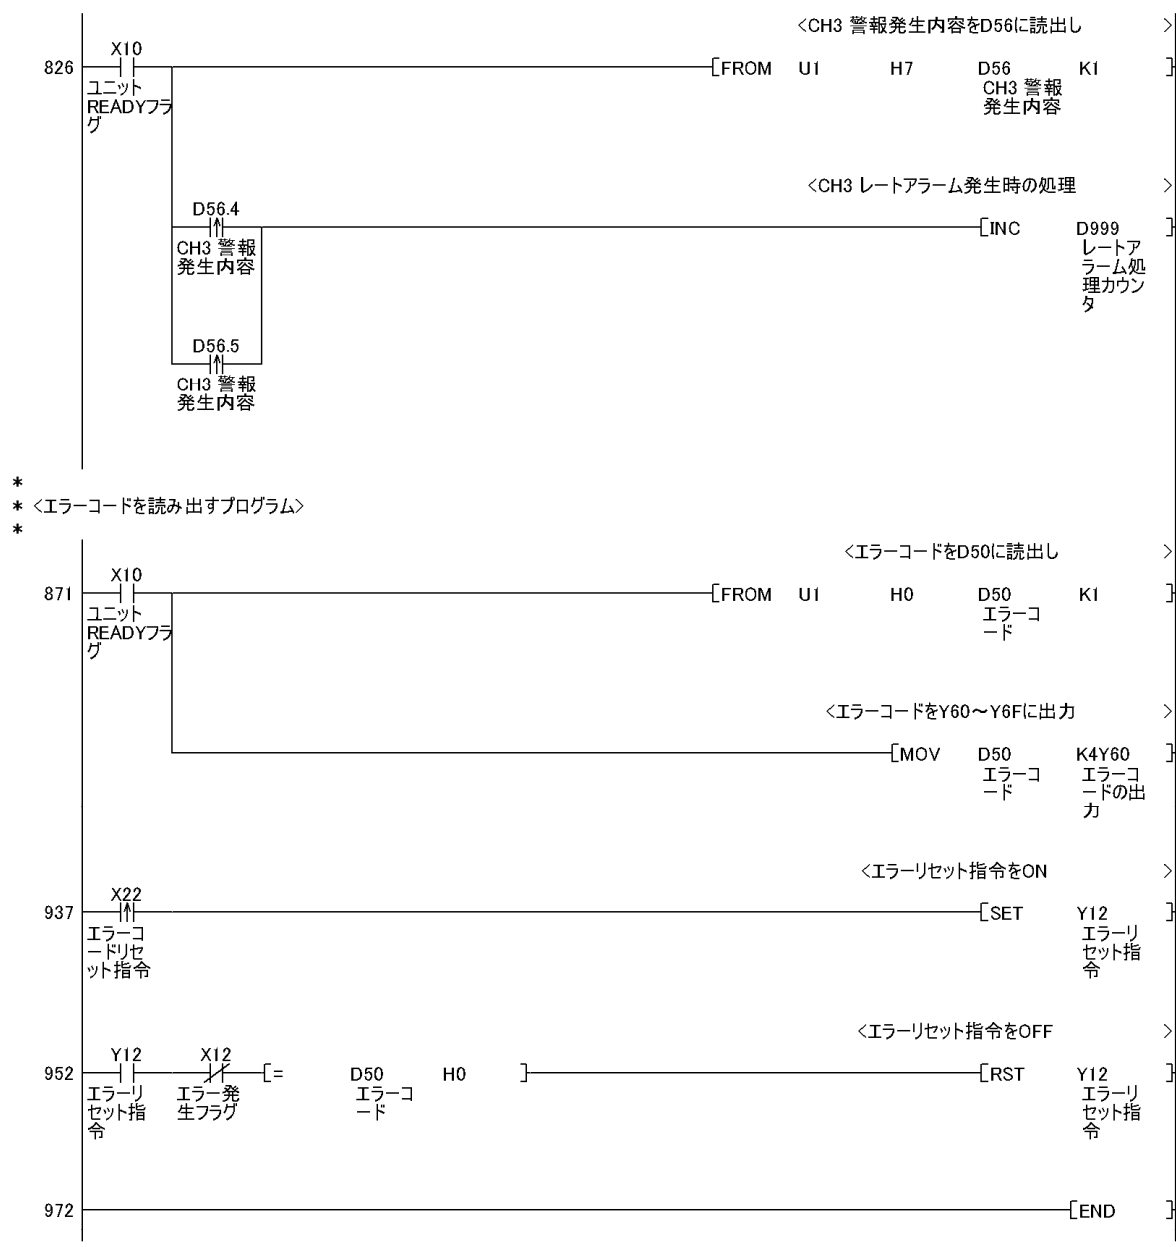 <CH3 警報発生内容をD56に読出し >
X10
826 [FROM U1 H7 D56 K1 ]
ユニット
READYフラ
グ
CH3 警報
発生内容
<CH3 レートアラーム発生時の処理 >
D56.4
[INC D999 ]
CH3 警報
発生内容
レートア
ラーム処
理カウン
タ
D56.5
CH3 警報
発生内容
*
* <エラーコードを読み出すプログラム>
*
<エラーコードをD50に読出し >
X10
871 [FROM U1 H0 D50 K1 ]
ユニット
READYフラ
グ
エラーコ
ード
<エラーコードをY60～Y6Fに出力 >
[MOV D50 K4Y60 ]
エラーコ
ード
エラーコ
ードの出
力
<エラーリセット指令をON >
X22
937 [SET Y12 ]
エラーコ
ードリセ
ット指令
エラーリ
セット指
令
<エラーリセット指令をOFF >
Y12 X12
952 [= D50 H0 ] [RST Y12 ]
エラーリ
セット指
令
エラー発
生フラグ
エラーコ
ード
エラーリ
セット指
令
972 [END ]